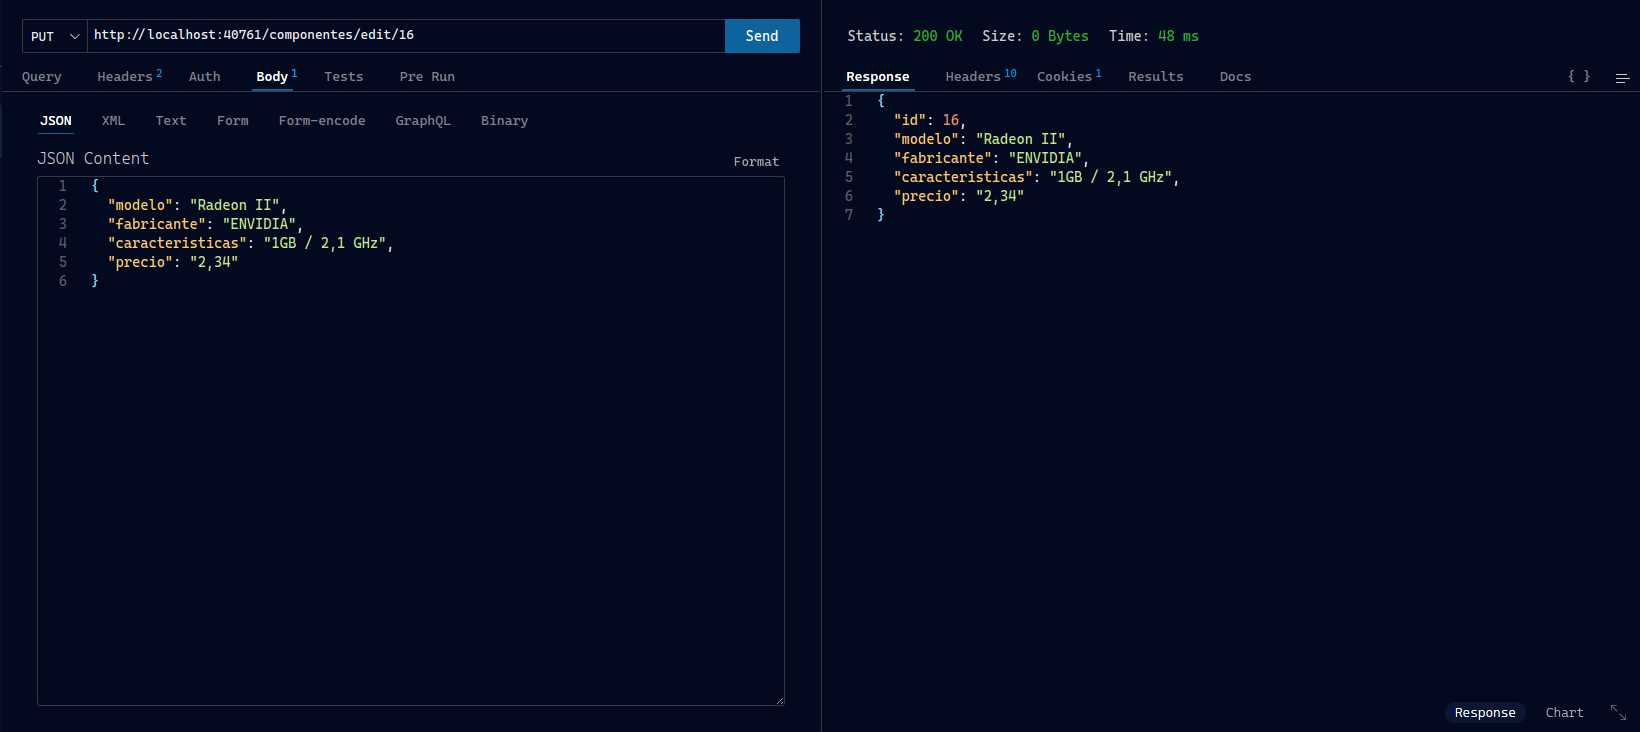 PUT http://localhost:40761/componentes/edit/16 Send
Query Headers 2 Auth Body 1 Tests Pre Run
JSON XML Text Form Form-encode GraphQL Binary
JSON Content
Format
1 {
2 "modelo": "Radeon II",
3 "fabricante": "ENVIDIA",
4 "caracteristicas": "1GB / 2,1 GHz",
5 "precio": "2,34"
6 }
Status: 200 OK Size: 0 Bytes Time: 48 ms
Response Headers 10 Cookies 1 Results Docs { }
1 {
2 "id": 16,
3 "modelo": "Radeon II",
4 "fabricante": "ENVIDIA",
5 "caracteristicas": "1GB / 2,1 GHz",
6 "precio": "2,34"
7 }
Response Chart